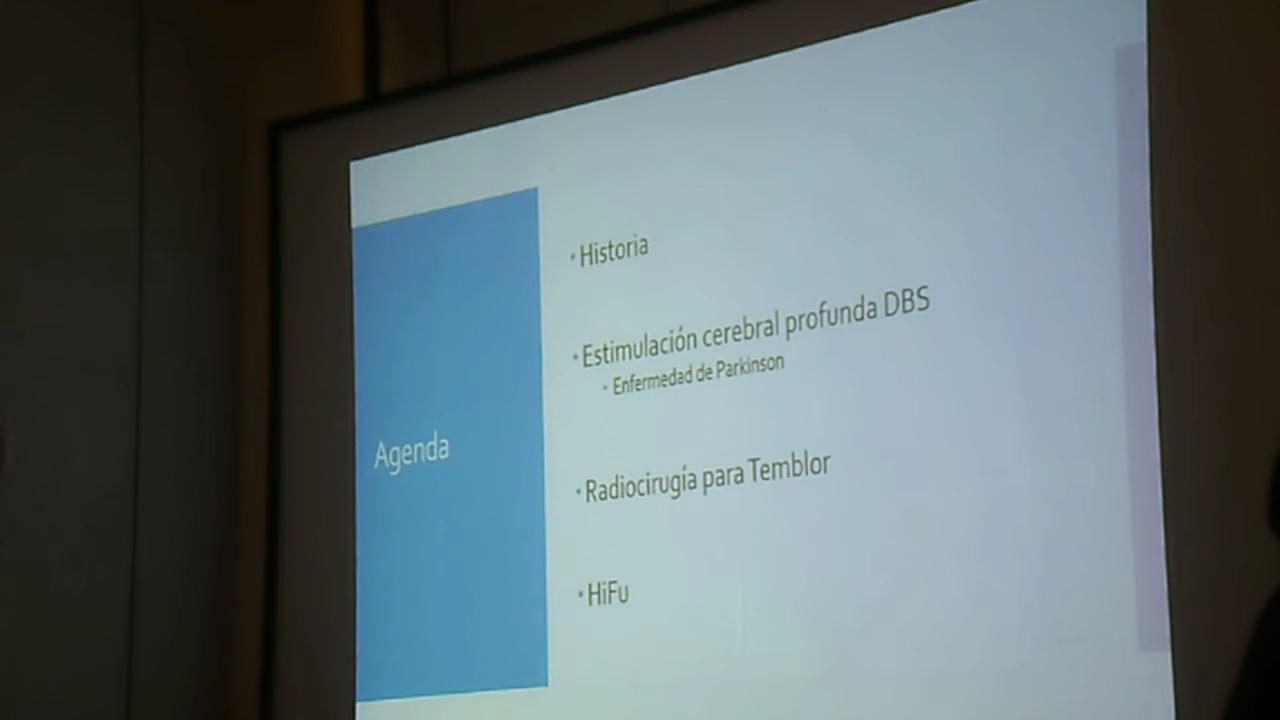 Agenda
• Historia
• Estimulación cerebral profunda DBS
• Enfermedad de Parkinson
• Radiocirugía para Temblor
• HiFu